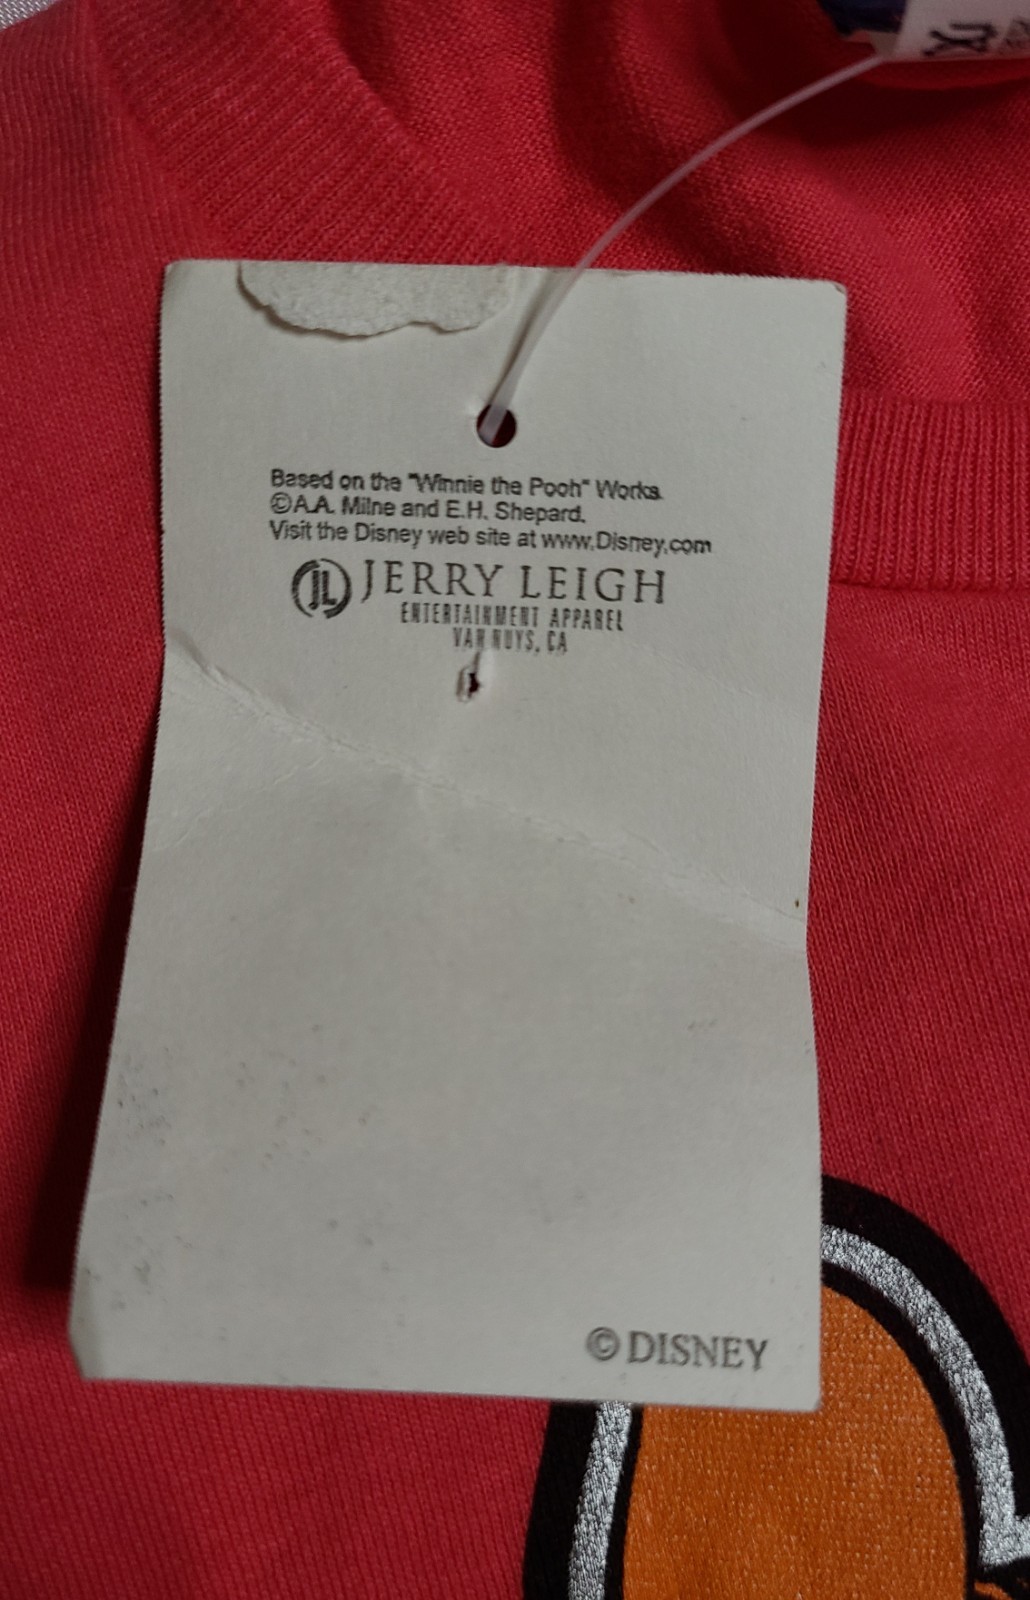 Based on the "Winnie the Pooh" Works.
©A.A. Milne and E.H. Shepard.
Visit the Disney web site at www.Disney.com
JL JERRY LEIGH
ENTERTAINMENT APPAREL
VAN NUYS, CA
© DISNEY